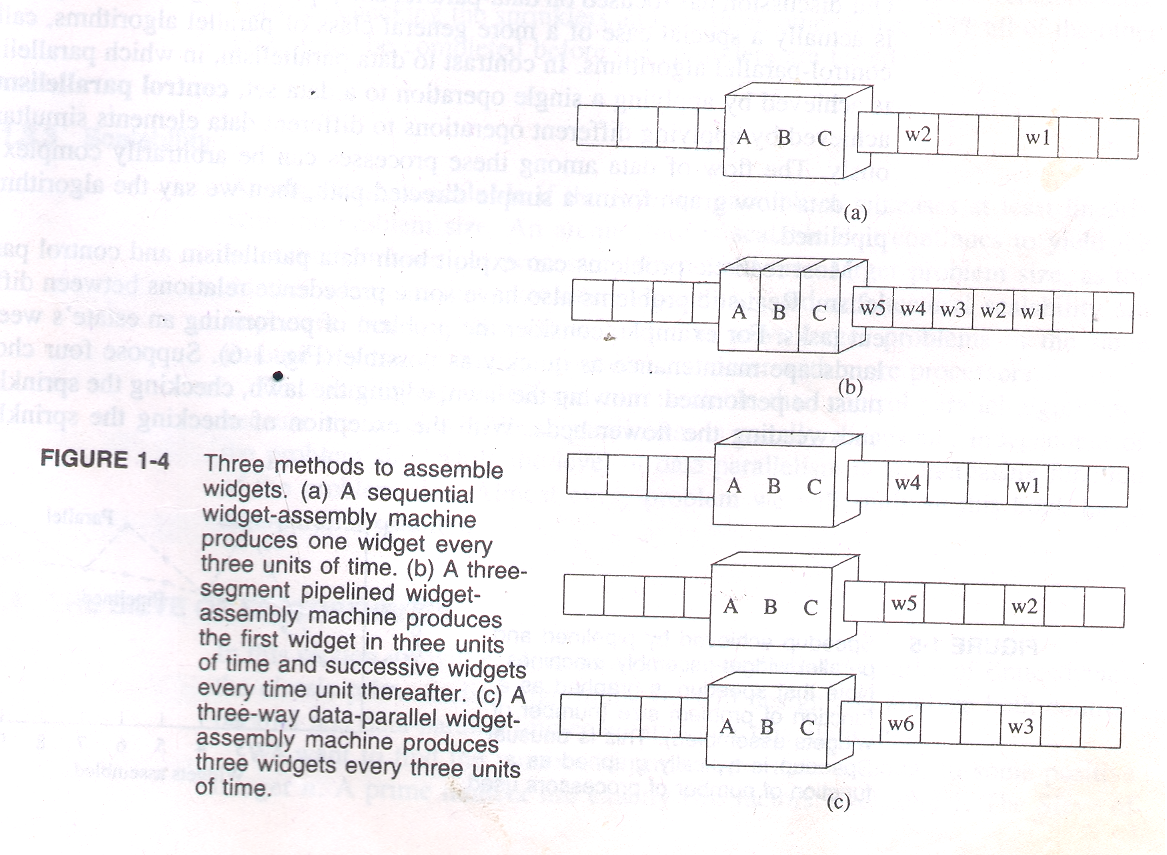 A B C w2 w1
(a)
A B C w5 w4 w3 w2 w1
(b)
A B C w4 w1
A B C w5 w2
A B C w6 w3
(c)
FIGURE 1-4
Three methods to assemble
widgets. (a) A sequential
widget-assembly machine
produces one widget every
three units of time. (b) A three-
segment pipelined widget-
assembly machine produces
the first widget in three units
of time and successive widgets
every time unit thereafter. (c) A
three-way data-parallel widget-
assembly machine produces
three widgets every three units
of time.